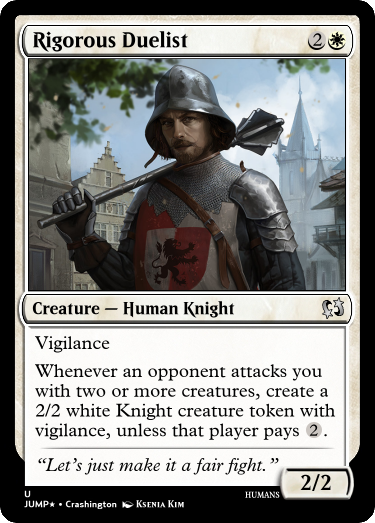 Rigorous Duelist 2
Creature — Human Knight
Vigilance
Whenever an opponent attacks you
with two or more creatures, create a
2/2 white Knight creature token with
vigilance, unless that player pays 2.
“Let’s just make it a fair fight.”
2/2
U HUMANS
JUMP★ • Crashington Ksenia Kim